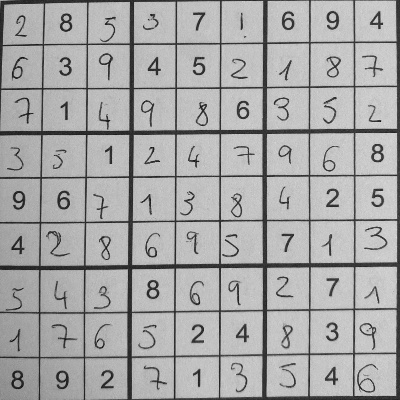 2 8 5 3 7 1 6 9 4
6 3 9 4 5 2 1 8 7
7 1 4 9 8 6 3 5 2
3 5 1 2 4 7 9 6 8
9 6 7 1 3 8 4 2 5
4 2 8 6 9 5 7 1 3
5 4 3 8 6 9 2 7 1
1 7 6 5 2 4 8 3 9
8 9 2 7 1 3 5 4 6